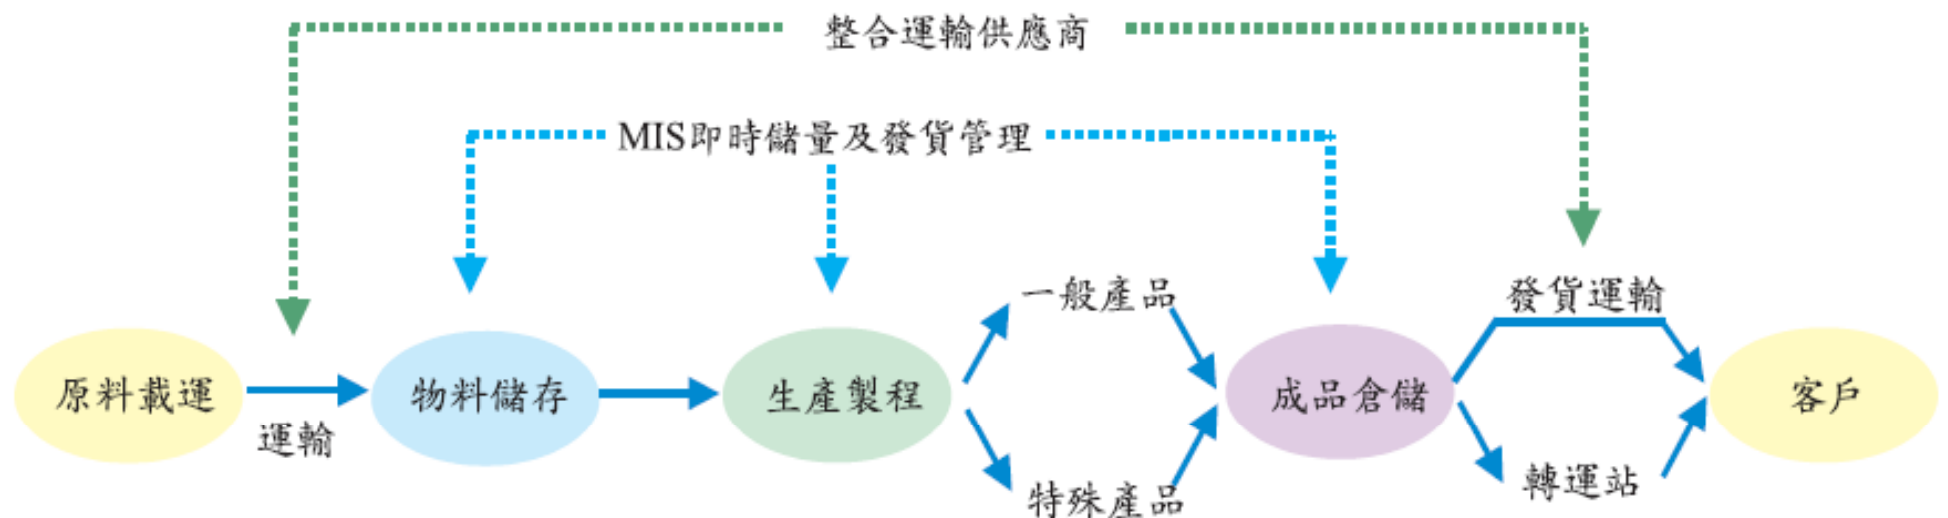 整合運輸供應商
MIS即時儲量及發貨管理
一般產品
發貨運輸
原料載運
物料儲存
生產製程
成品倉儲
客戶
運輸
特殊產品
轉運站